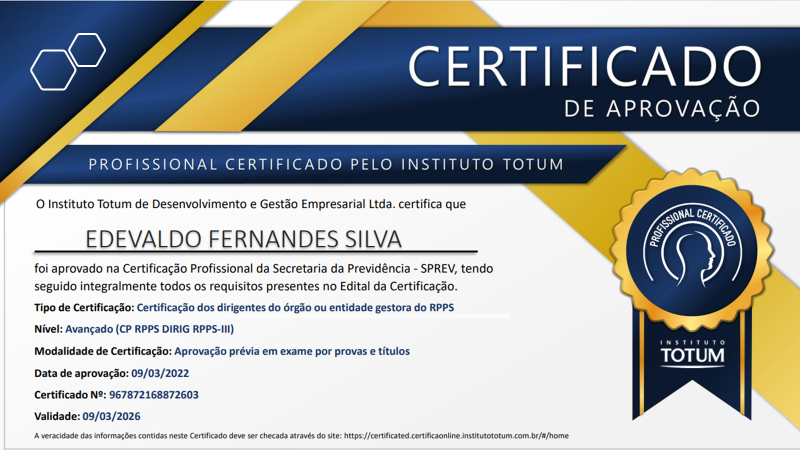 CERTIFICADO
DE APROVAÇÃO
PROFISSIONAL CERTIFICADO PELO INSTITUTO TOTUM
O Instituto Totum de Desenvolvimento e Gestão Empresarial Ltda. certifica que
EDEVALDO FERNANDES SILVA
foi aprovado na Certificação Profissional da Secretaria da Previdência - SPREV, tendo
seguido integralmente todos os requisitos presentes no Edital da Certificação.
Tipo de Certificação: Certificação dos dirigentes do órgão ou entidade gestora do RPPS
Nível: Avançado (CP RPPS DIRIG RPPS-III)
Modalidade de Certificação: Aprovação prévia em exame por provas e títulos
Data de aprovação: 09/03/2022
Certificado Nº: 967872168872603
Validade: 09/03/2026
A veracidade das informações contidas neste Certificado deve ser checada através do site: https://certificated.certificaonline.institutototum.com.br/#/home
PROFISSIONAL CERTIFICADO
INSTITUTO
TOTUM